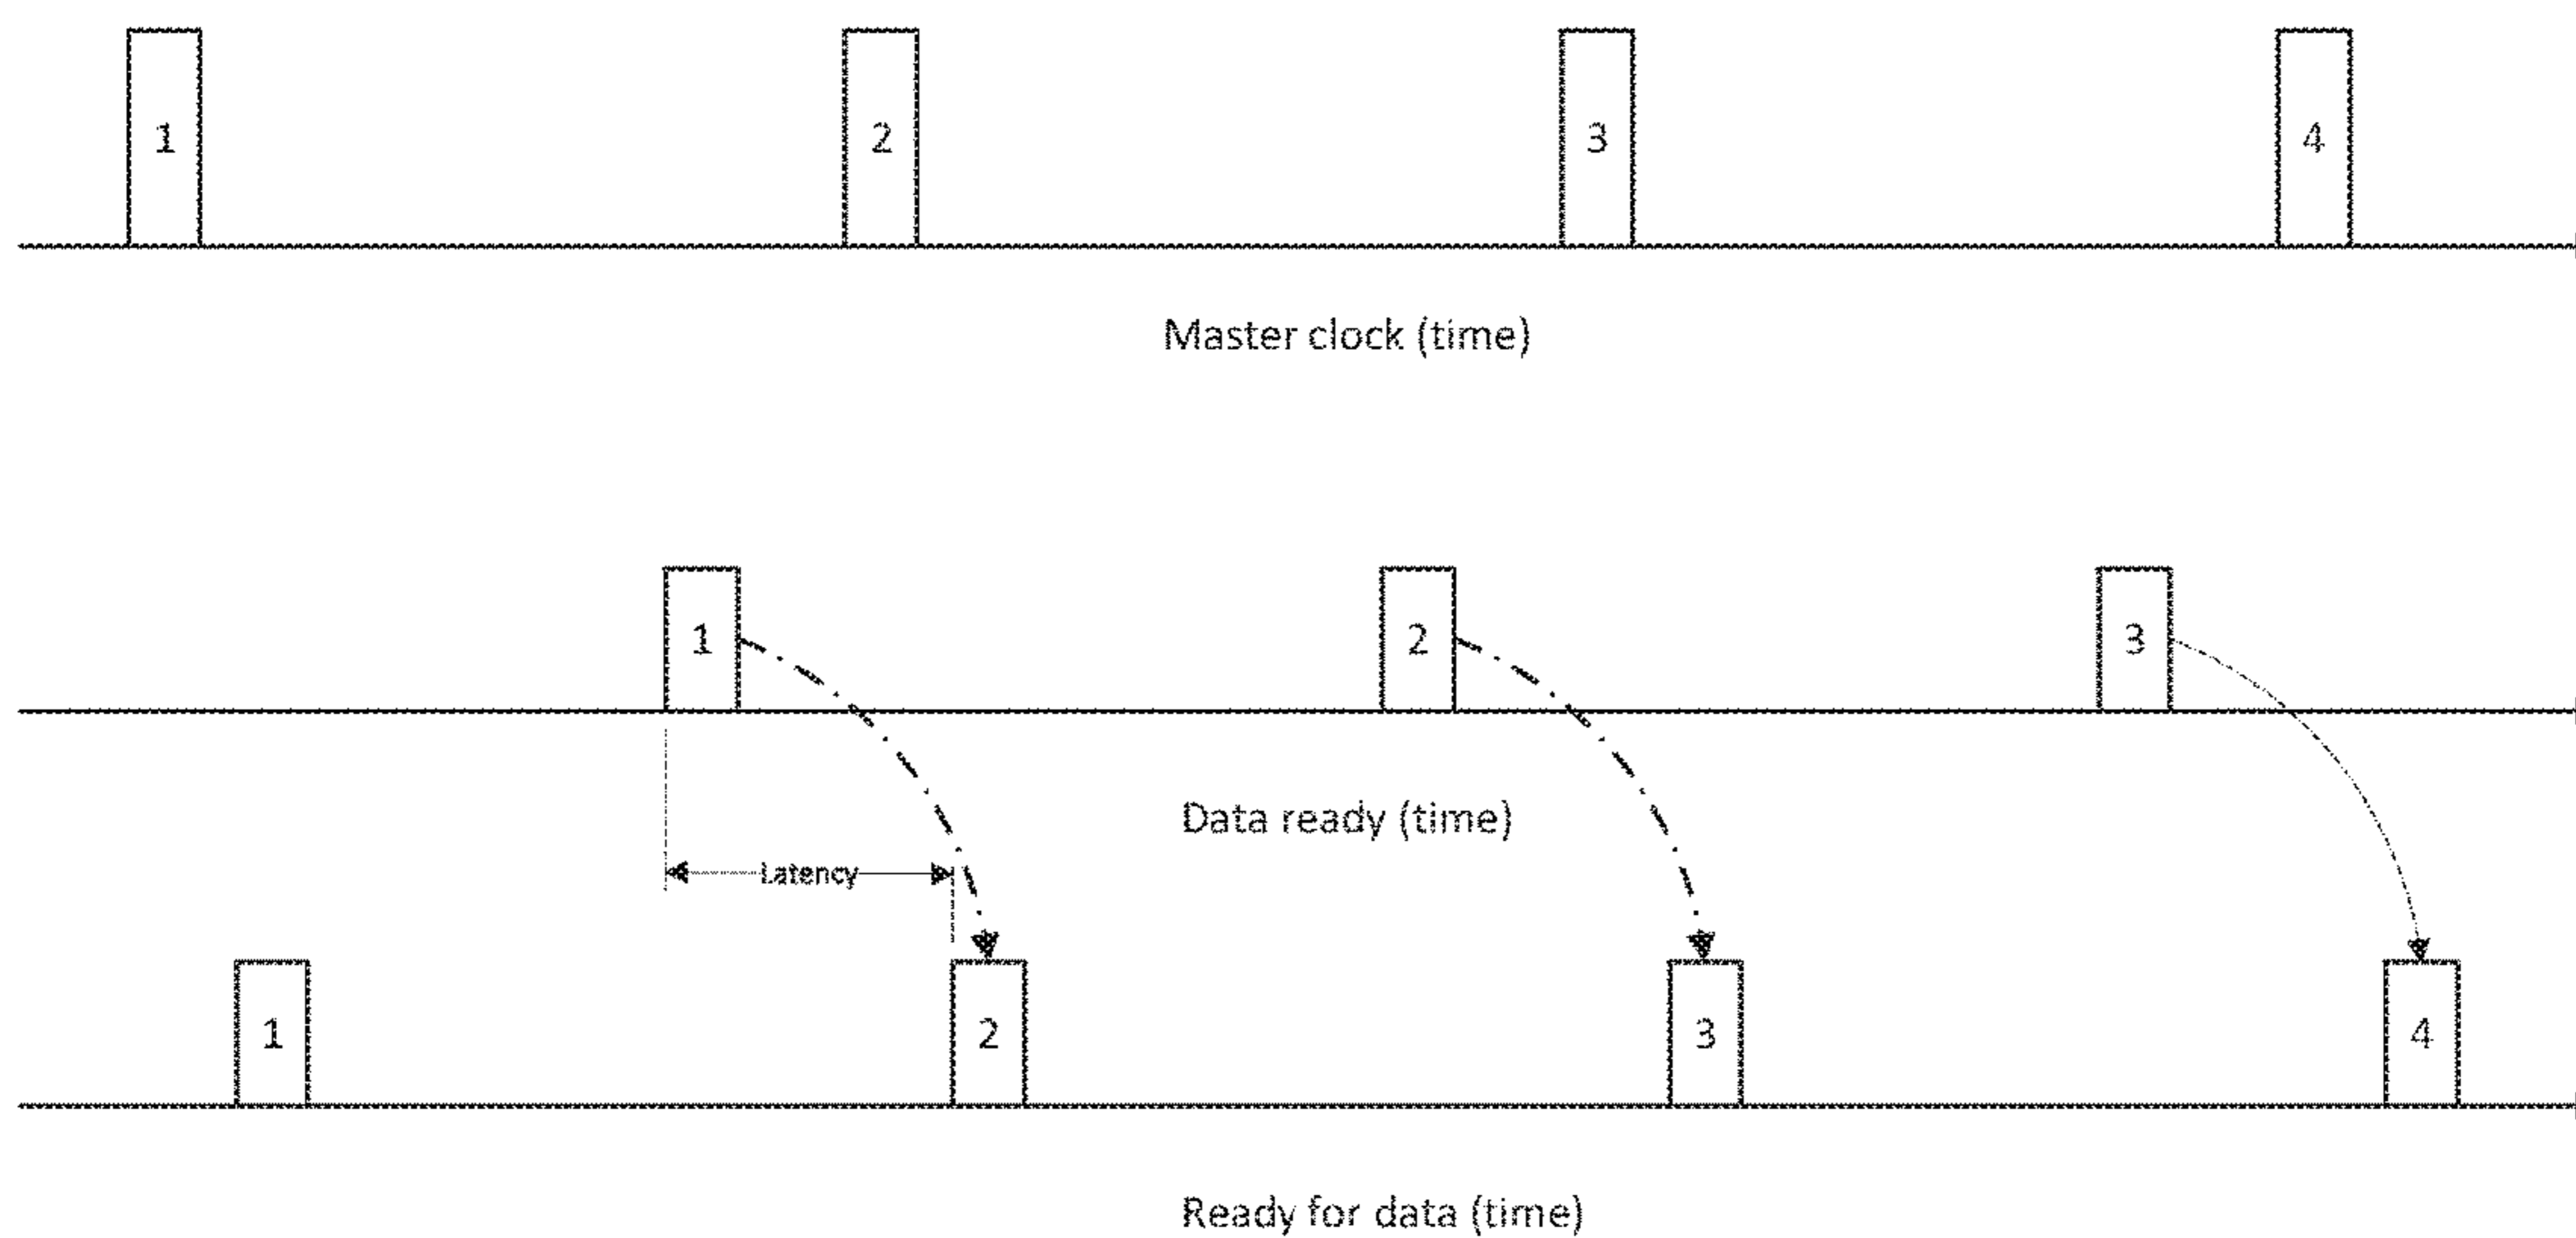 1 2 3 4
Master clock (time)
1 2 3
Data ready (time)
Latency
1 2 3 4
Ready for data (time)